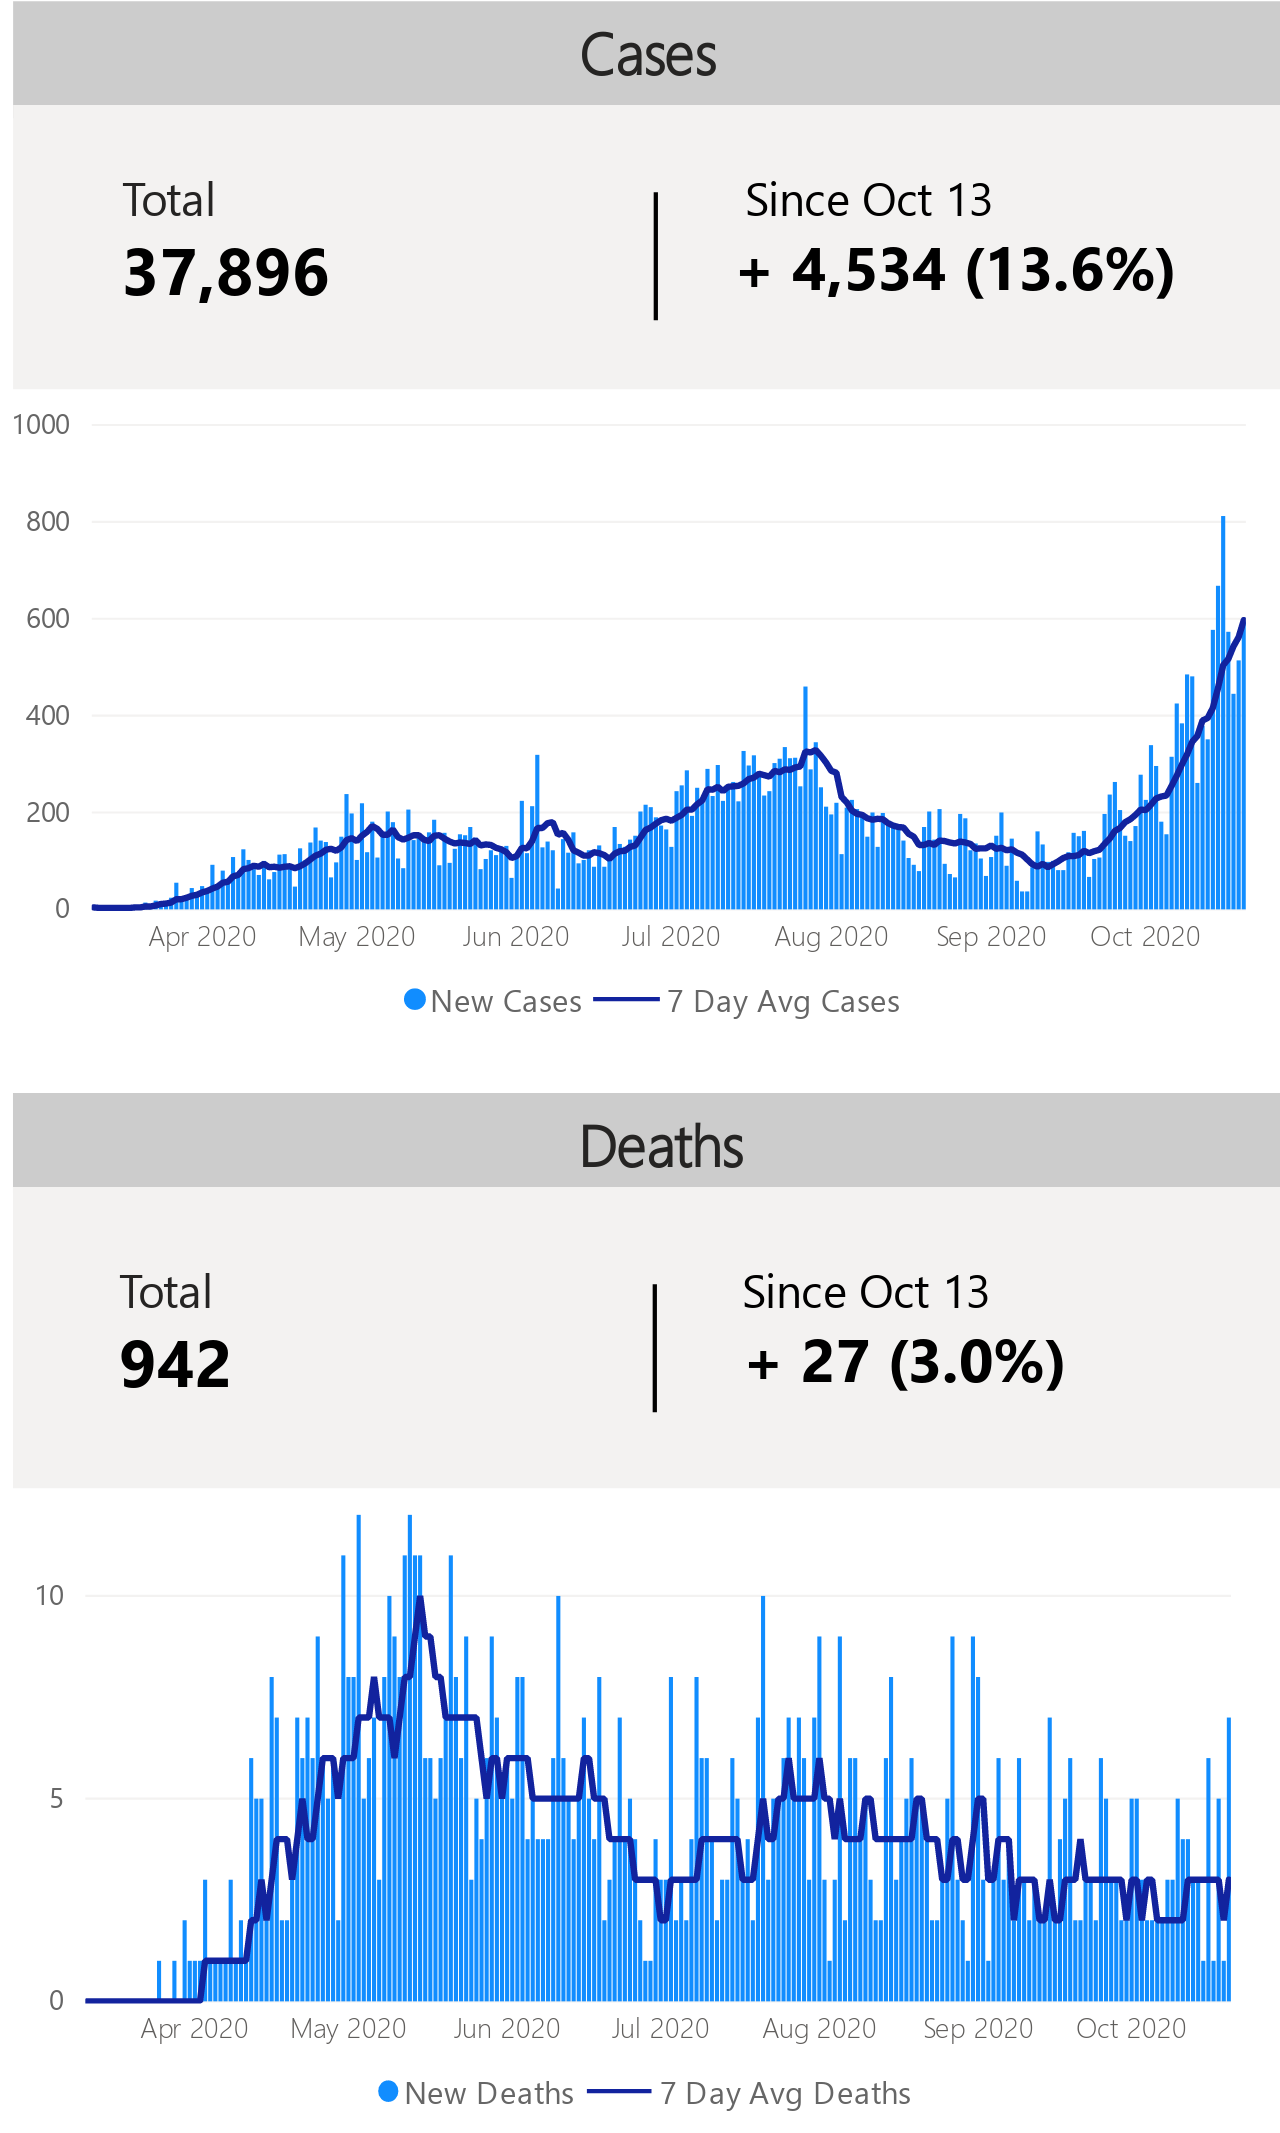 Cases
Total
Since Oct 13
37,896
+ 4,534 (13.6%)
1000
800
600
400
200
0
Apr 2020 May 2020 Jun 2020 Jul 2020 Aug 2020 Sep 2020 Oct 2020
New Cases 7 Day Avg Cases
Deaths
Total
Since Oct 13
942
+ 27 (3.0%)
10
5
0
Apr 2020 May 2020 Jun 2020 Jul 2020 Aug 2020 Sep 2020 Oct 2020
New Deaths 7 Day Avg Deaths